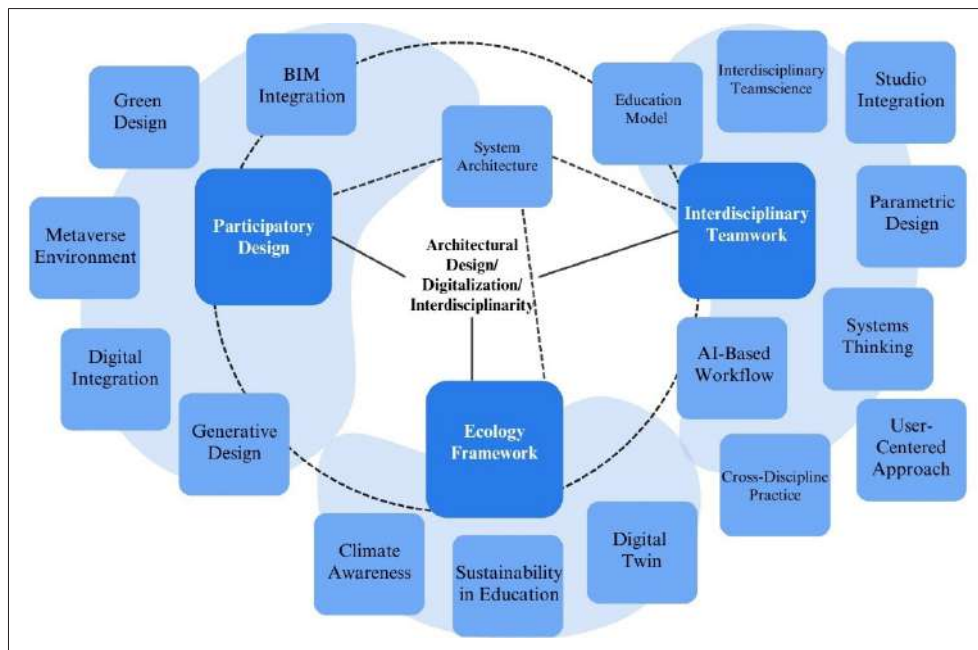 BIM
Integration
Green
Design
Metaverse
Environment
Digital
Integration
Generative
Design
Participatory
Design
System
Architecture
Architectural
Design/
Digitalization/
Interdisciplinarity
Ecology
Framework
Climate
Awareness
Sustainability
in Education
Digital
Twin
Education
Model
Interdisciplinary
Teamscience
Studio
Integration
Interdisciplinary
Teamwork
Parametric
Design
Systems
Thinking
AI-Based
Workflow
User-
Centered
Approach
Cross-Discipline
Practice